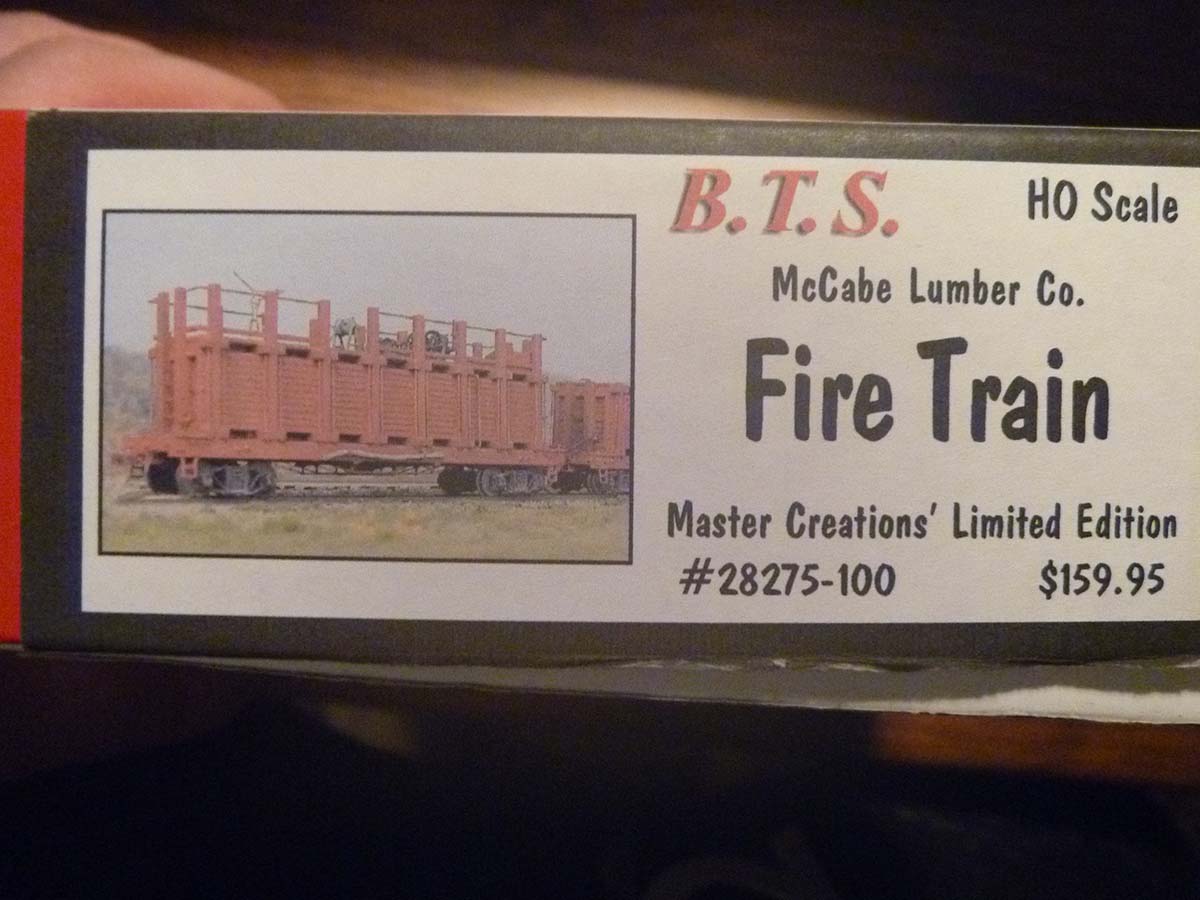 B.T.S. HO Scale
McCabe Lumber Co.
Fire Train
Master Creations' Limited Edition
#28275-100 $159.95